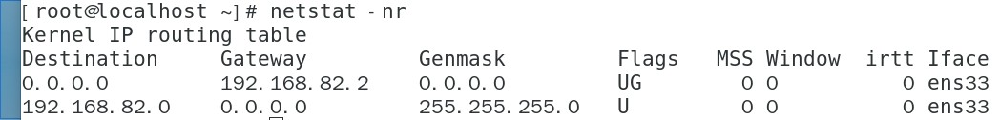 [root@localhost ~]# netstat -nr
Kernel IP routing table
Destination     Gateway         Genmask         Flags   MSS Window  irtt Iface
0.0.0.0         192.168.82.2    0.0.0.0         UG        0 0          0 ens33
192.168.82.0    0.0.0.0         255.255.255.0   U         0 0          0 ens33